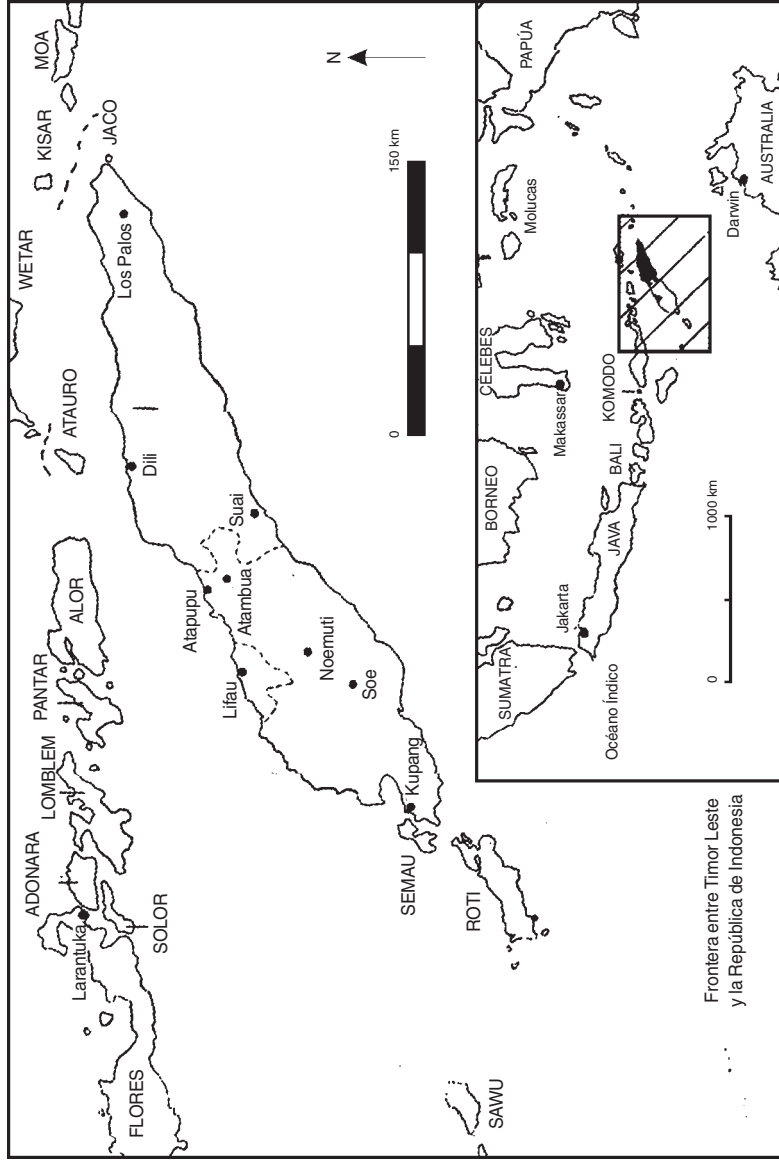 WETAR
KISAR
MOA
ATAURO
JACO
ALOR
PANTAR
LOMBLEM
ADONARA
Larantuka
SOLOR
FLORES
Los Palos
Dili
Suai
Atapupu
Atambua
Lifau
Noemuti
Soe
Kupang
SEMAU
ROTI
SAWU
N
0
150 km
Frontera entre Timor Leste
y la República de Indonesia
SUMATRA
BORNEO
CÉLEBES
Molucas
PAPÚA
Makassar
Jakarta
JAVA
BALI
KOMODO
Océano Índico
Darwin
AUSTRALIA
0
1000 km